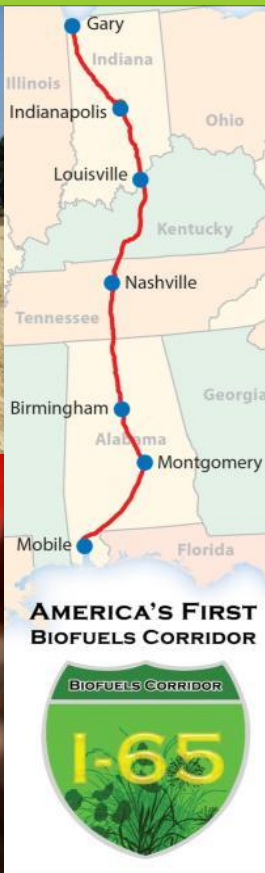 Gary
Indiana
Illinois
Indianapolis
Ohio
Louisville
Kentucky
Nashville
Tennessee
Georgia
Birmingham
Alabama
Montgomery
Mobile
Florida
AMERICA'S FIRST
BIOFUELS CORRIDOR
BIOFUELS CORRIDOR
I-65